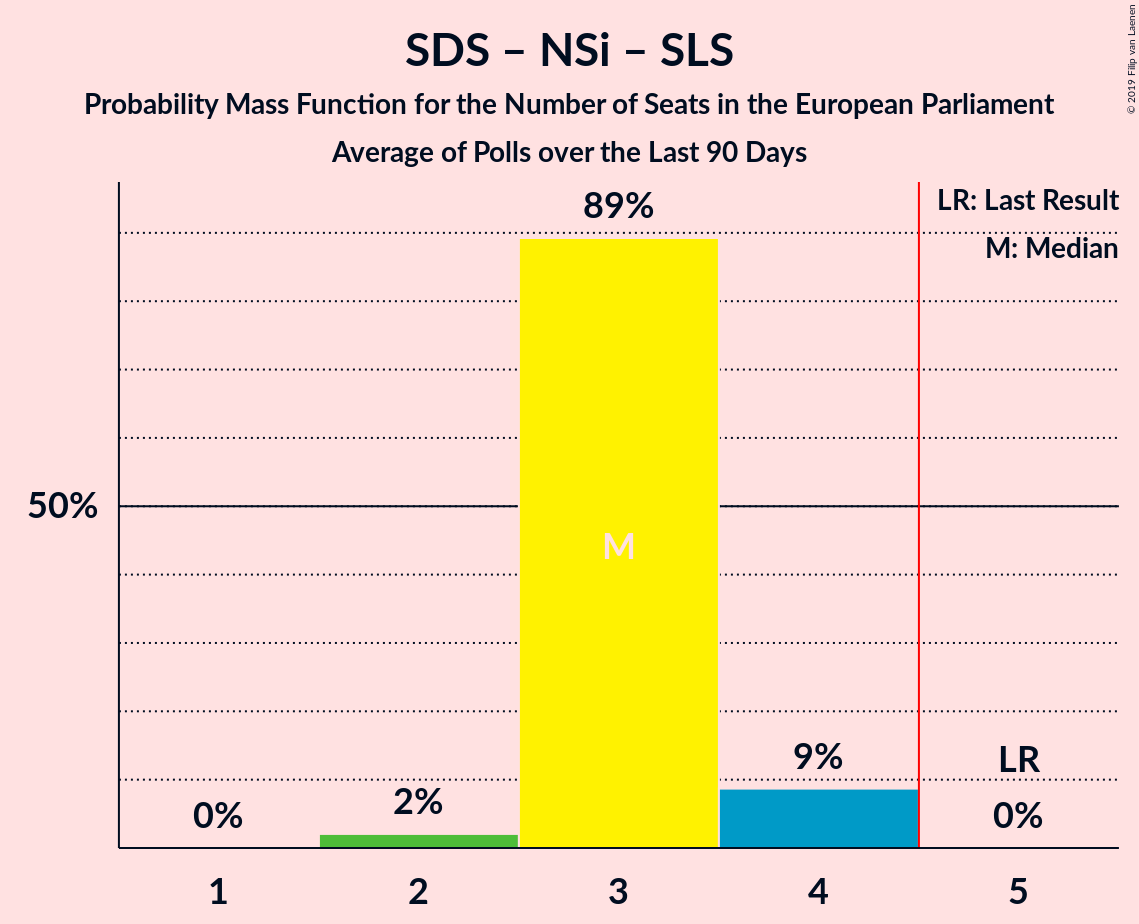 SDS – NSi – SLS
Probability Mass Function for the Number of Seats in the European Parliament
Average of Polls over the Last 90 Days
© 2019 Filip van Laenen
LR: Last Result
M: Median
89%
50%
M
9%
LR
2%
0%
0%
1 2 3 4 5